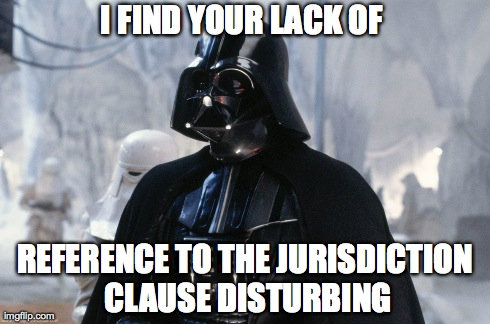 I FIND YOUR LACK OF
REFERENCE TO THE JURISDICTION
CLAUSE DISTURBING
imgflip.com